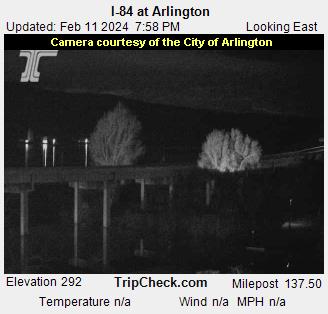 I-84 at Arlington
Updated: Feb 11 2024 7:58 PM Looking East
Camera courtesy of the City of Arlington
Elevation 292 TripCheck.com Milepost 137.50
Temperature n/a Wind n/a MPH n/a